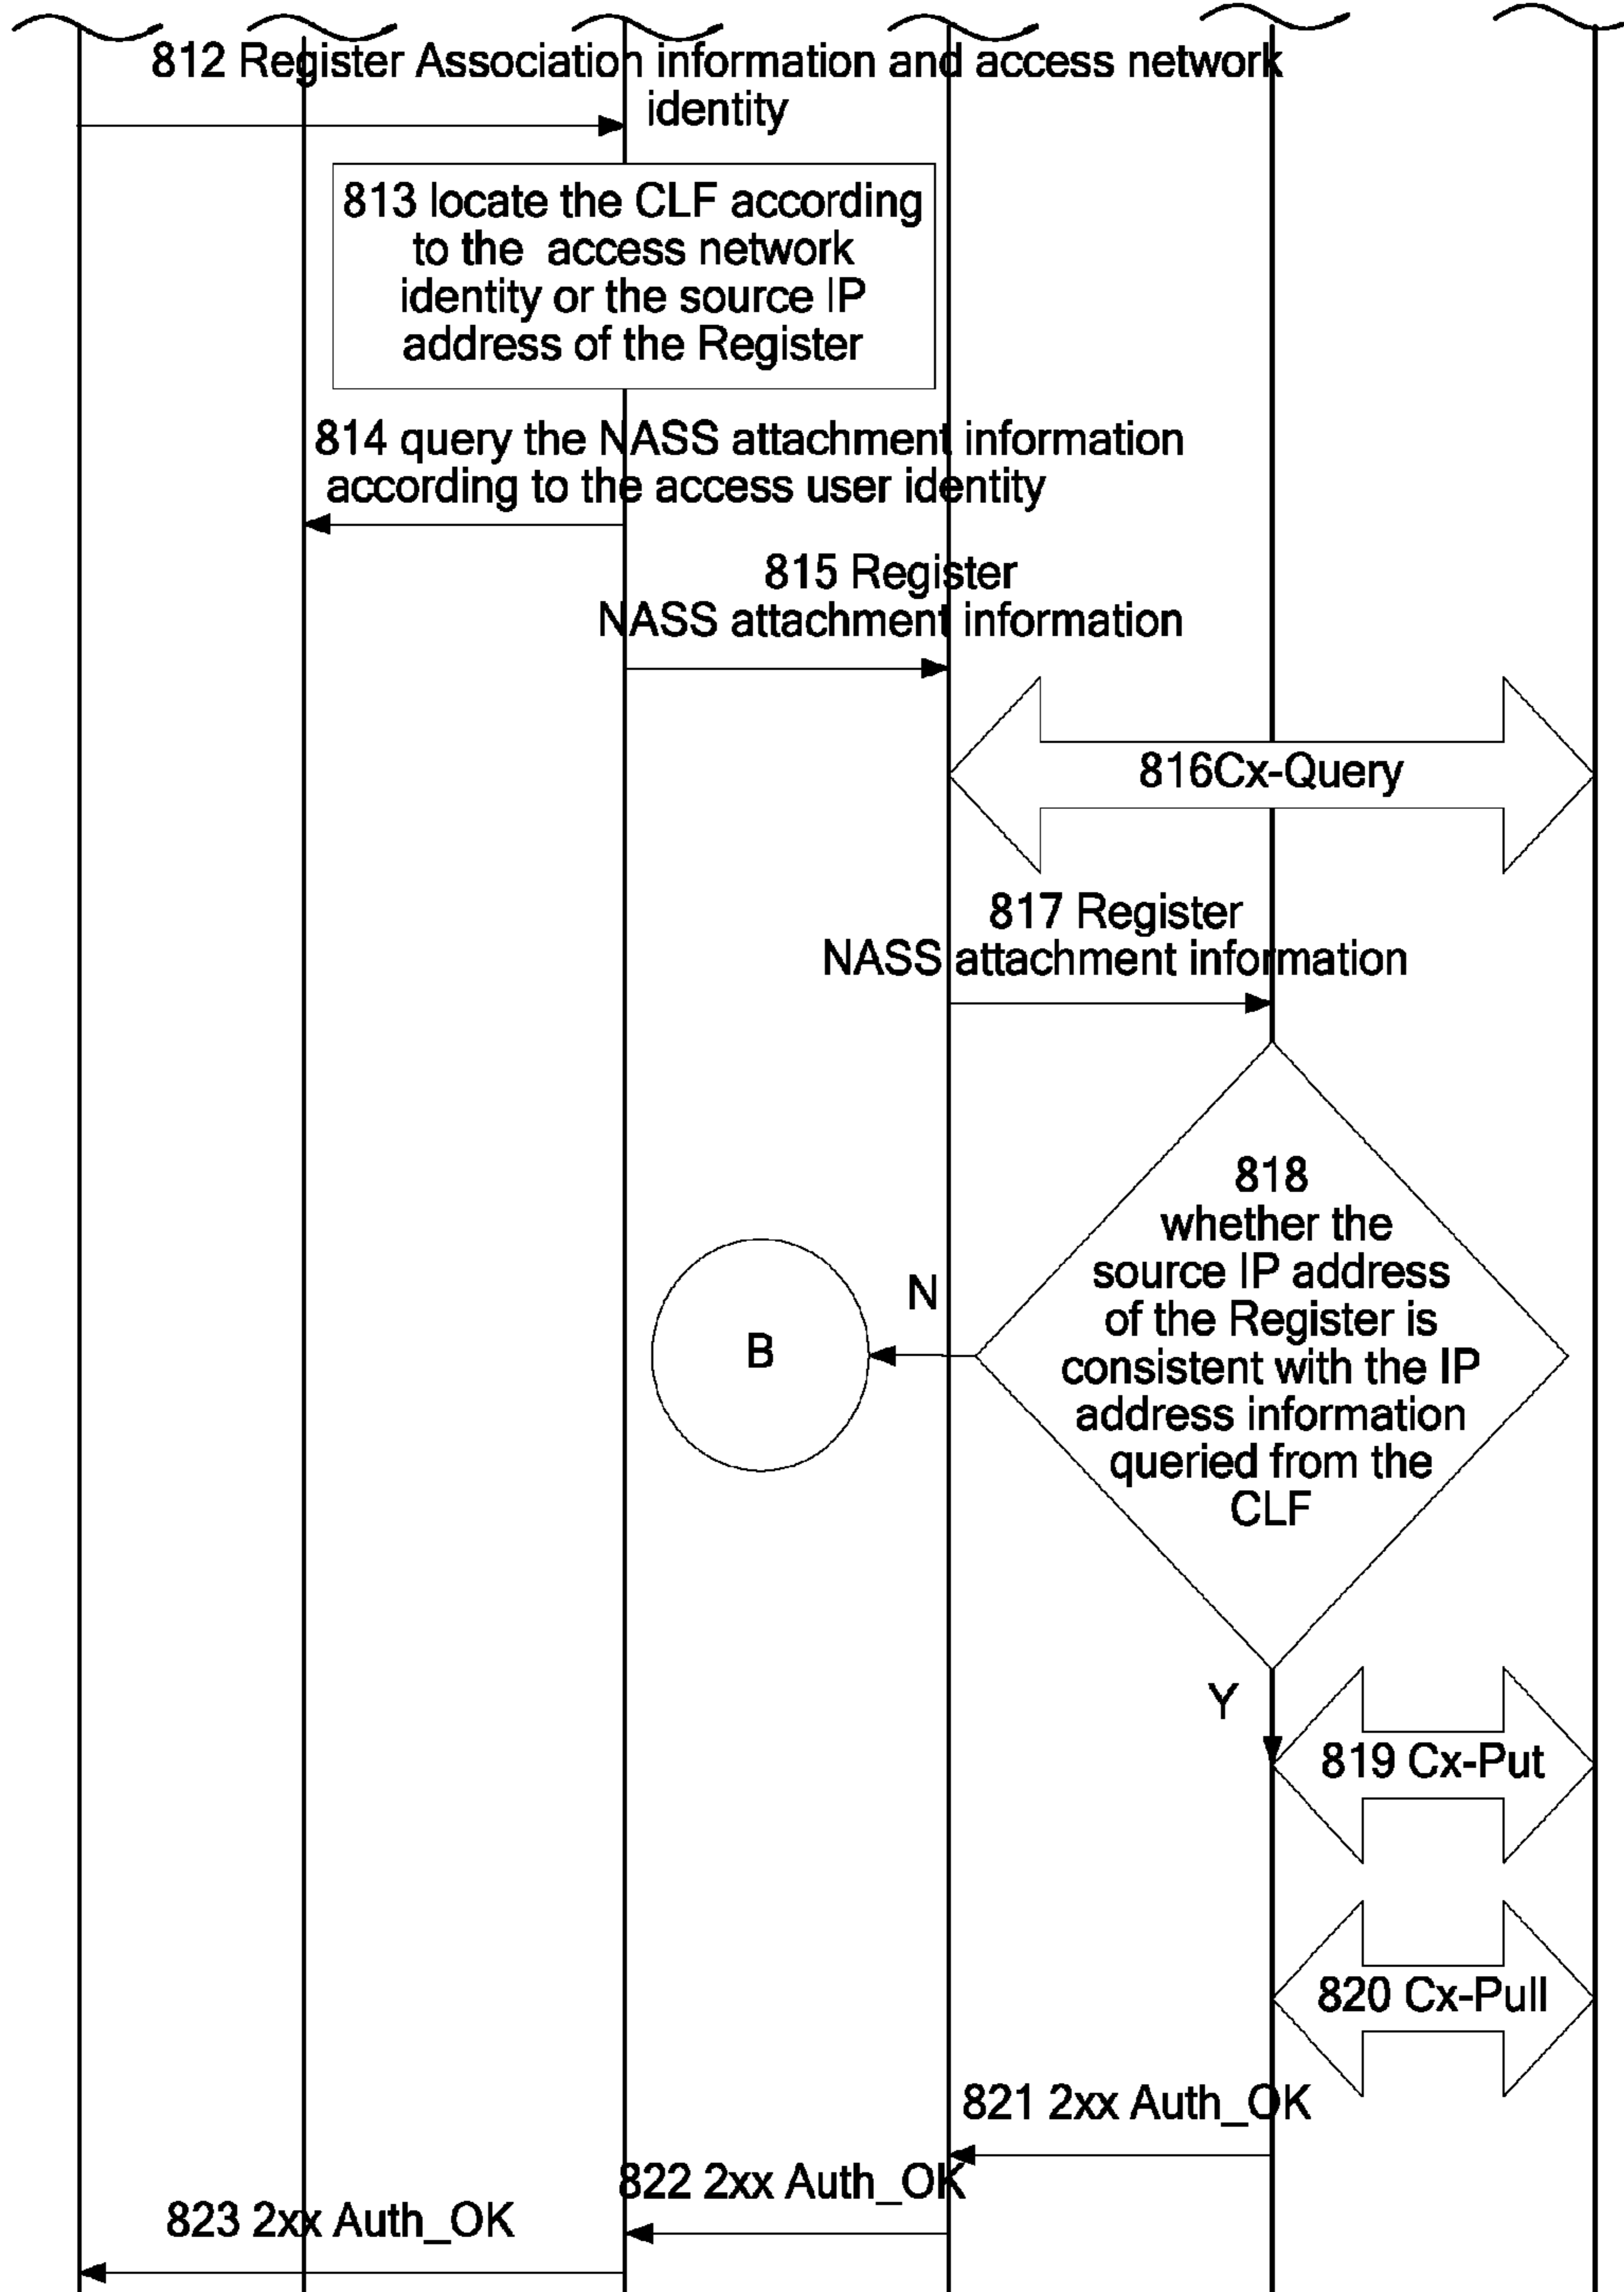 812 Register Association information and access network
identity
813 locate the CLF according
to the access network
identity or the source IP
address of the Register
814 query the NASS attachment information
according to the access user identity
815 Register
NASS attachment information
816Cx-Query
817 Register
NASS attachment information
818
whether the
source IP address
of the Register is
consistent with the IP
address information
queried from the
CLF
N
B
Y
819 Cx-Put
820 Cx-Pull
821 2xx Auth_OK
822 2xx Auth_OK
823 2xx Auth_OK